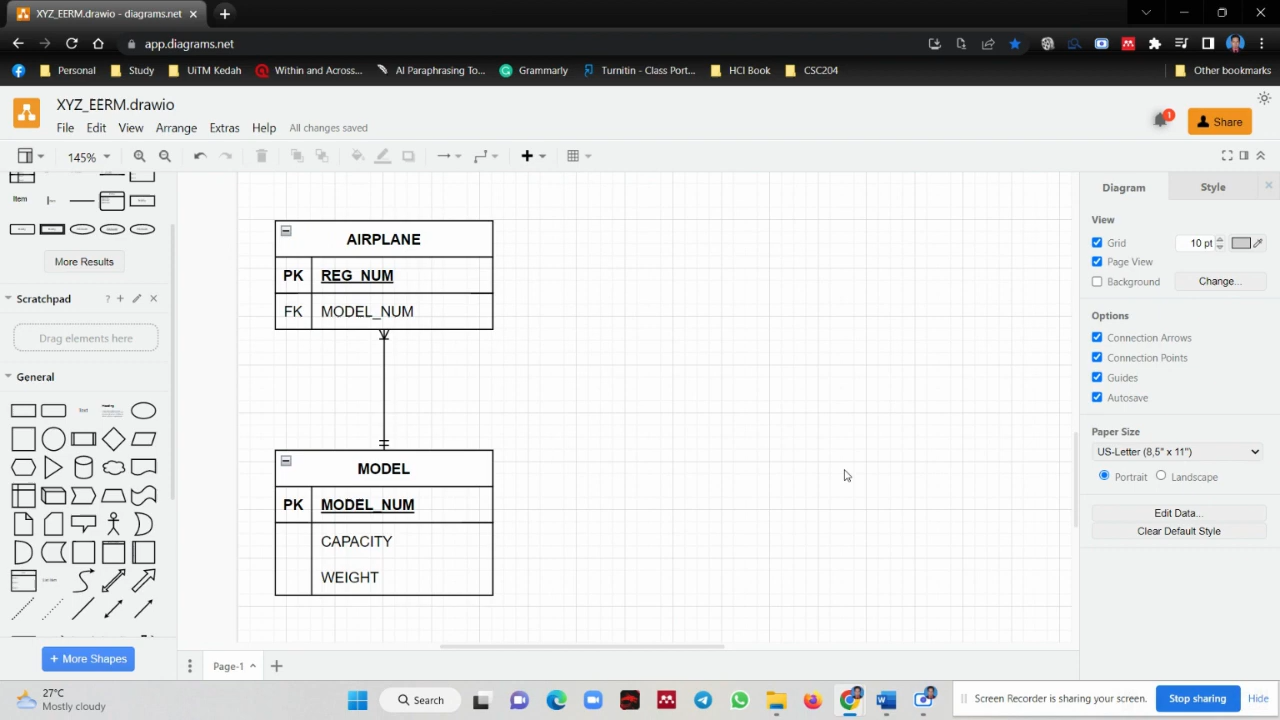 XYZ_EERM.drawio - diagrams.net
app.diagrams.net
Personal Study UiTM Kedah Within and Across... AI Paraphrasing To... Grammarly Turnitin - Class Port... HCI Book CSC204 Other bookmarks
XYZ_EERM.drawio
File Edit View Arrange Extras Help All changes saved
1
Share
145%
Item
More Results
Scratchpad ?
Drag elements here
General
+ More Shapes
AIRPLANE
PK REG_NUM
FK MODEL_NUM
MODEL
PK MODEL_NUM
CAPACITY
WEIGHT
Diagram Style
View
Grid 10 pt
Page View
Background Change...
Options
Connection Arrows
Connection Points
Guides
Autosave
Paper Size
US-Letter (8,5" x 11")
Portrait Landscape
Edit Data...
Clear Default Style
Page-1
27°C
Mostly cloudy
Search
Screen Recorder is sharing your screen. Stop sharing Hide